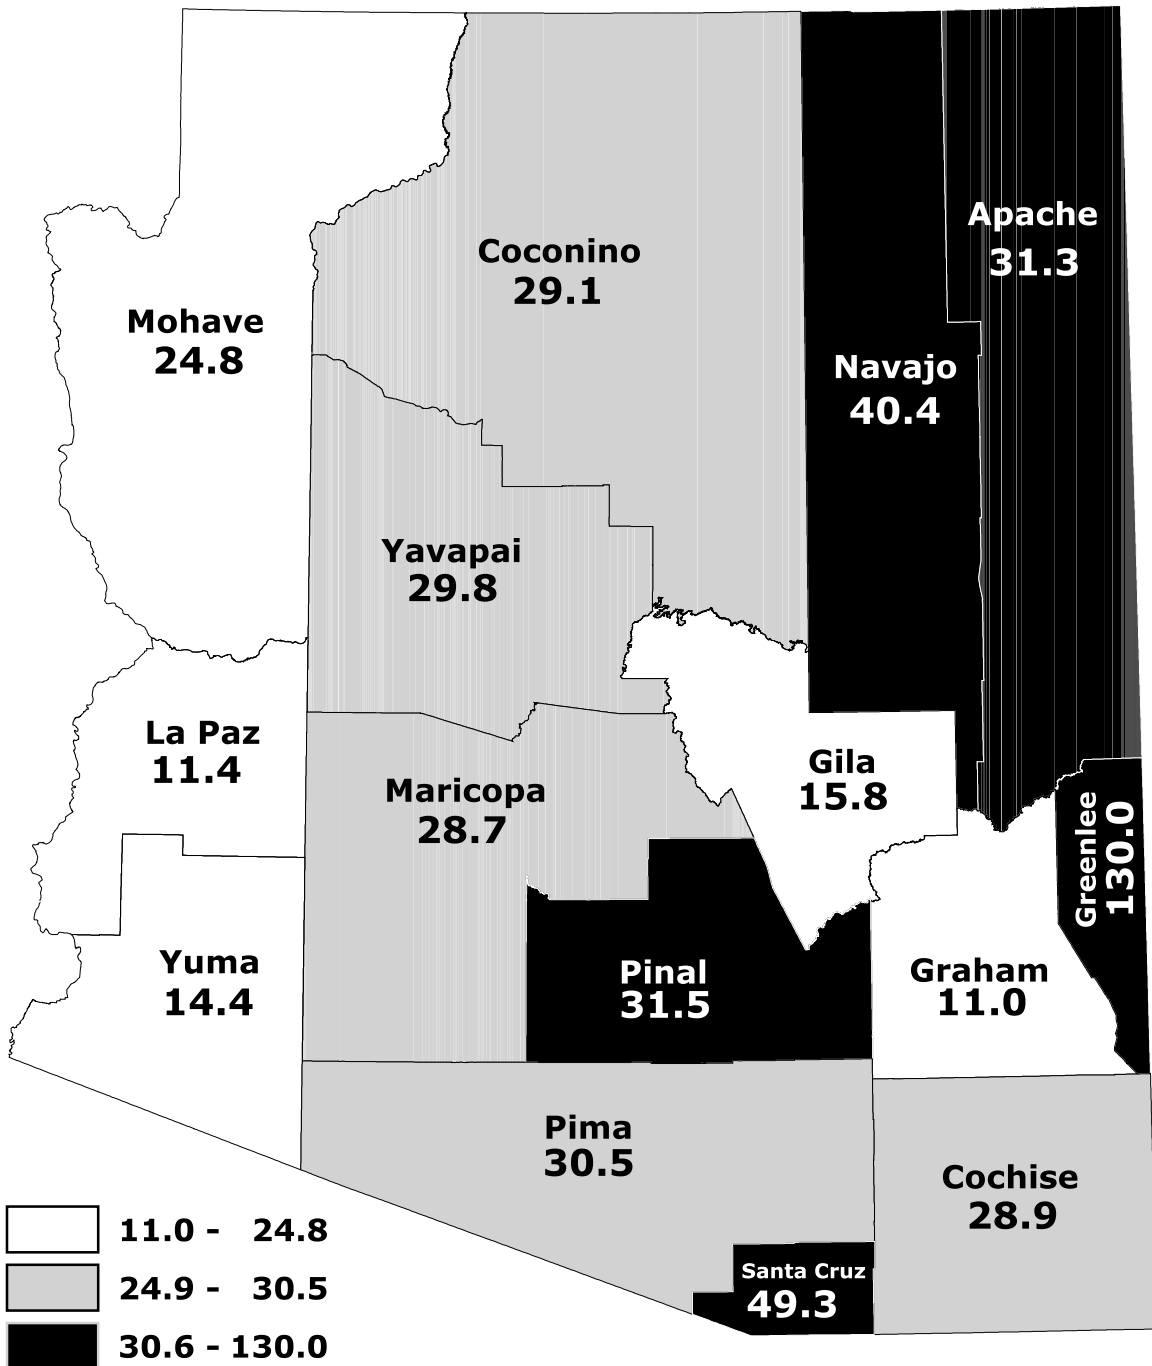 Apache
31.3
Coconino
29.1
Mohave
24.8
Navajo
40.4
Yavapai
29.8
La Paz
11.4
Gila
15.8
Maricopa
28.7
Greenlee
130.0
Yuma
14.4
Pinal
31.5
Graham
11.0
Pima
30.5
Cochise
28.9
Santa Cruz
49.3
11.0 - 24.8
24.9 - 30.5
30.6 - 130.0